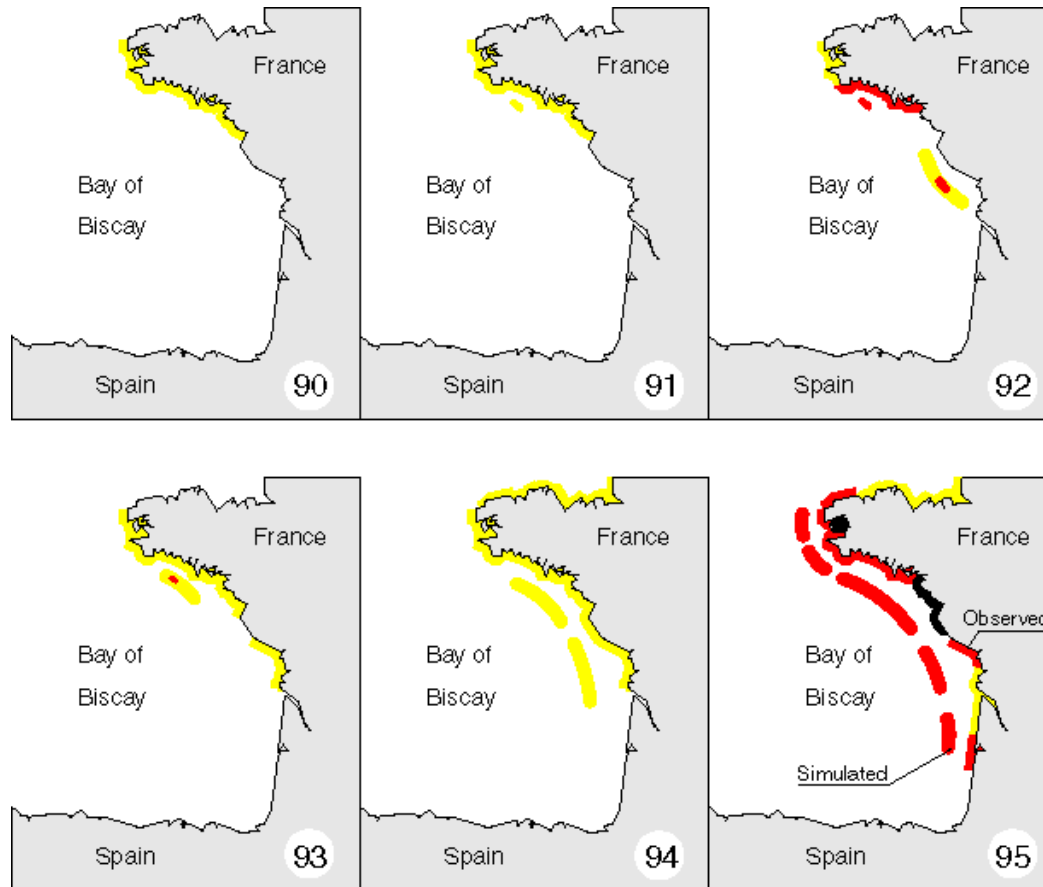 France
Bay of
Biscay
Spain
90
France
Bay of
Biscay
Spain
91
France
Bay of
Biscay
Spain
92
France
Bay of
Biscay
Spain
93
France
Bay of
Biscay
Spain
94
France
Observed
Bay of
Biscay
Simulated
Spain
95